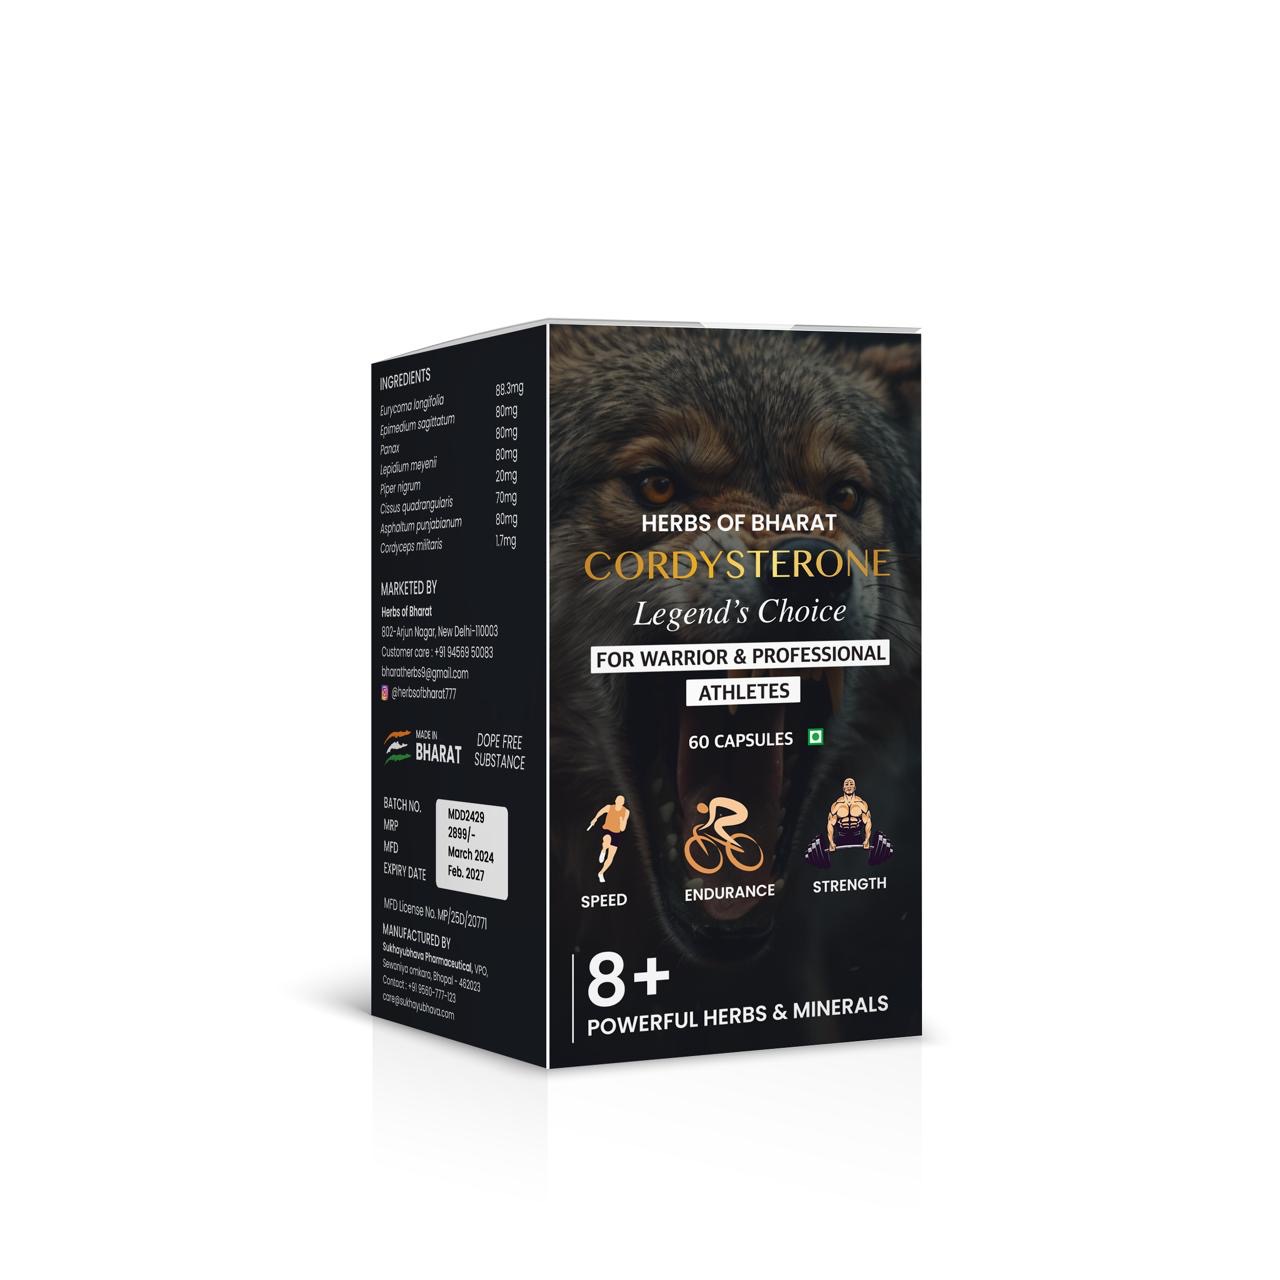 INGREDIENTS
Eurycoma longifolia 88.3mg
Epimedium sagittatum 80mg
Panax 80mg
Lepidium meyenii 80mg
Piper nigrum 20mg
Cissus quadrangularis 70mg
Asphaltum punjabianum 80mg
Cordyceps militaris 1.7mg
MARKETED BY
Herbs of Bharat
802-Arjun Nagar, New Delhi-110003
Customer care : +91 94569 50083
bharatherbs9@gmail.com
@herbsofbharat777
MADE IN
BHARAT
DOPE FREE
SUBSTANCE
BATCH NO. MDD2429
MRP 2899/-
MFD March 2024
EXPIRY DATE Feb. 2027
MFD License No. MP/25D/20771
MANUFACTURED BY
Sukhayubhava Pharmaceutical, VPO,
Sewaniya omkara, Bhopal - 462023
Contact : +91 9560-777-123
care@sukhayubhava.com
HERBS OF BHARAT
CORDYSTERONE
Legend's Choice
FOR WARRIOR & PROFESSIONAL
ATHLETES
60 CAPSULES
SPEED
ENDURANCE
STRENGTH
8+
POWERFUL HERBS & MINERALS